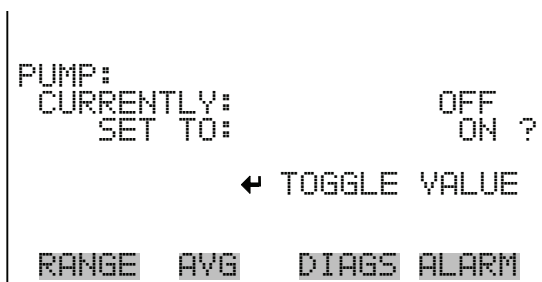 PUMP:
CURRENTLY: OFF
SET TO: ON ?
↵ TOGGLE VALUE
RANGE AVG DIAGS ALARM